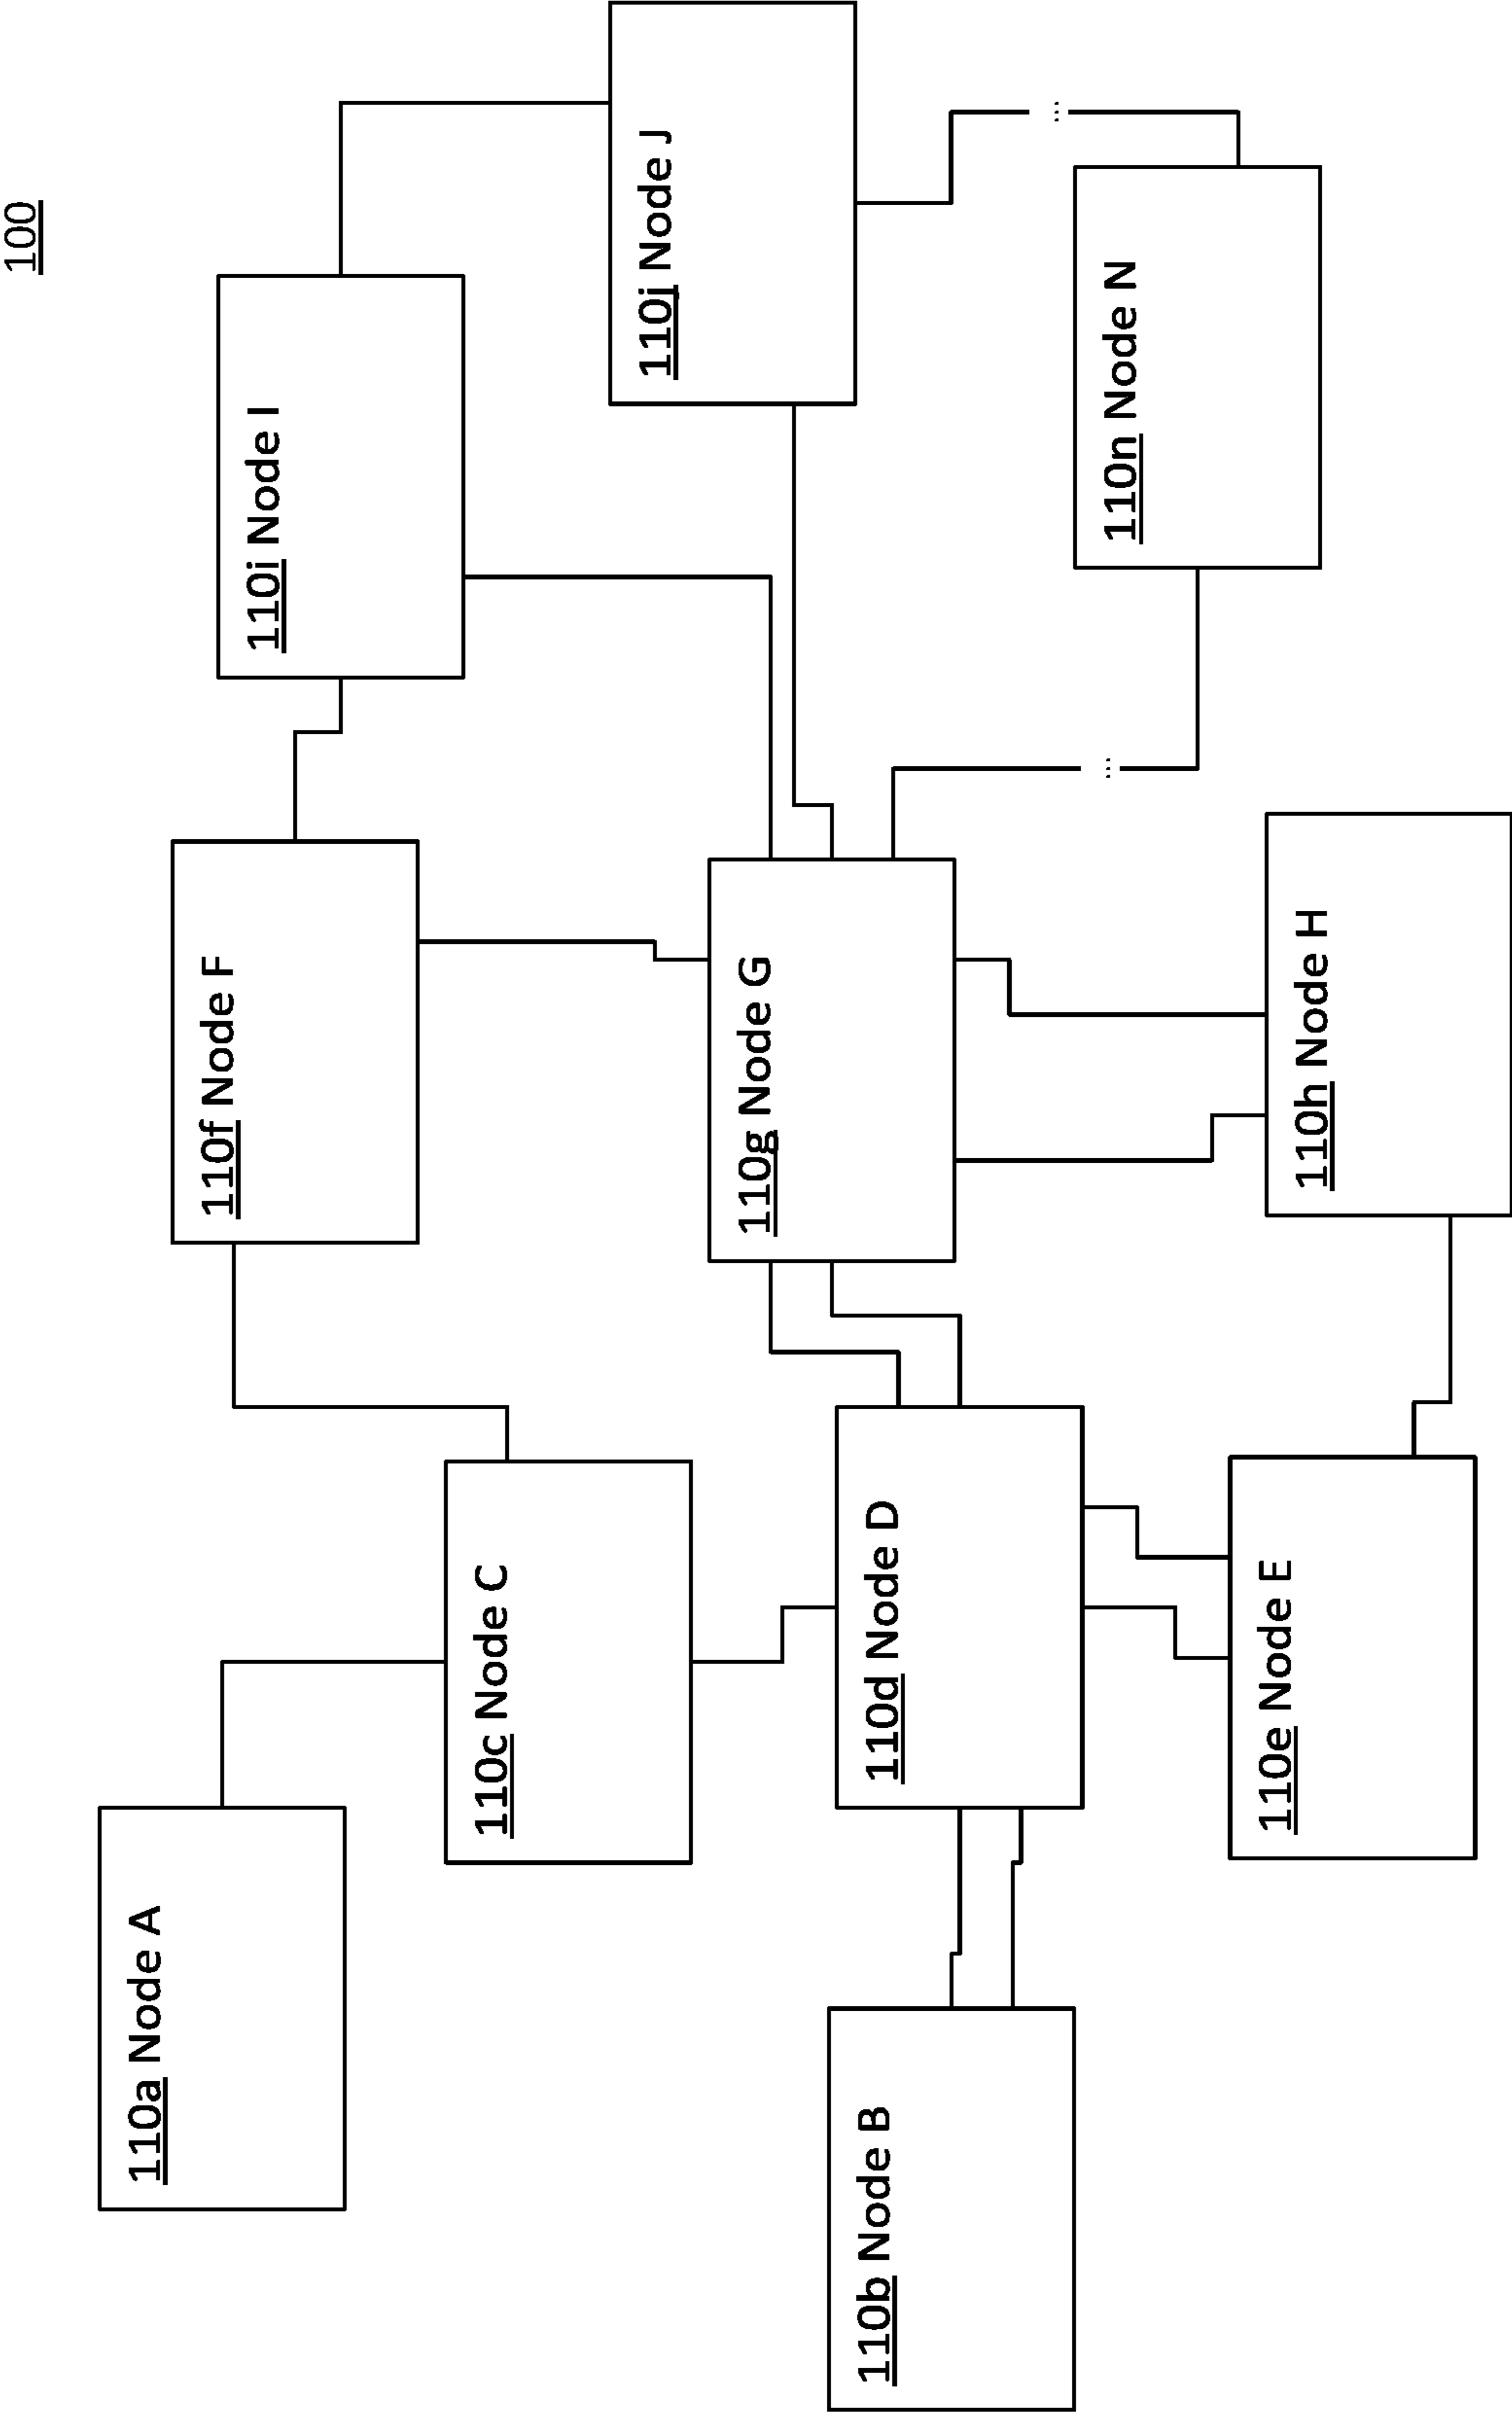 100
110a Node A
110b Node B
110c Node C
110d Node D
110e Node E
110f Node F
110g Node G
110h Node H
110i Node I
110j Node J
110n Node N
...
...